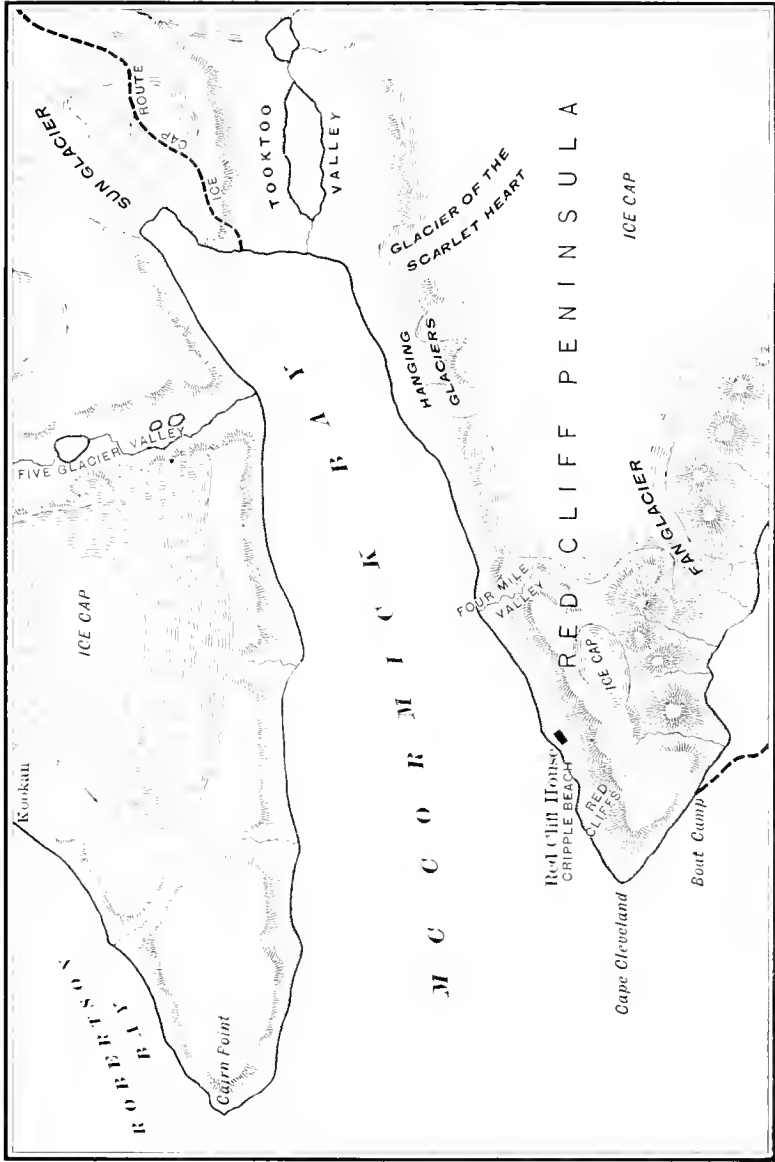 Kookan
ROBERTSON
BAY
Cairn Point
ICE CAP
FIVE GLACIER VALLEY
SUN GLACIER
ICE CAP ROUTE
TOOKTOO
VALLEY
MCCORMICK BAY
GLACIER OF THE
SCARLET HEART
HANGING
GLACIERS
RED CLIFF PENINSULA
ICE CAP
FOUR MILE
VALLEY
FAN GLACIER
ICE CAP
Red Cliff House
CRIPPLE BEACH
RED
CLIFFS
Cape Cleveland
Boat Camp